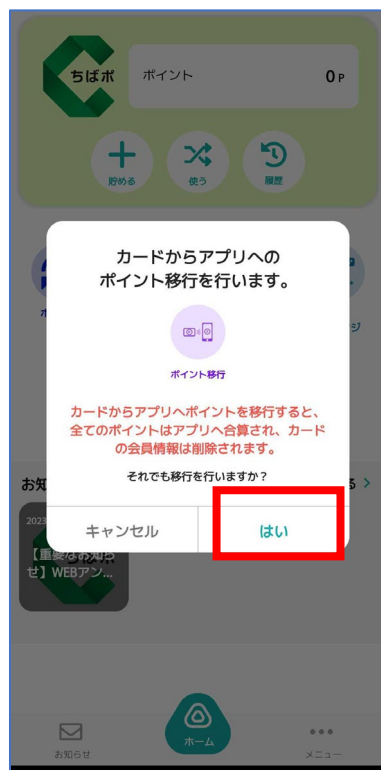 ちばポ
ポイント
0 P
貯める
使う
履歴
カードからアプリへの
ポイント移行を行います。
ポイント移行
カードからアプリへポイントを移行すると、
全てのポイントはアプリへ合算され、カード
の会員情報は削除されます。
それでも移行を行いますか？
キャンセル
はい
お知
る >
2023
【重要なお知ら
せ】WEBアン...
お知らせ
ホーム
メニュー